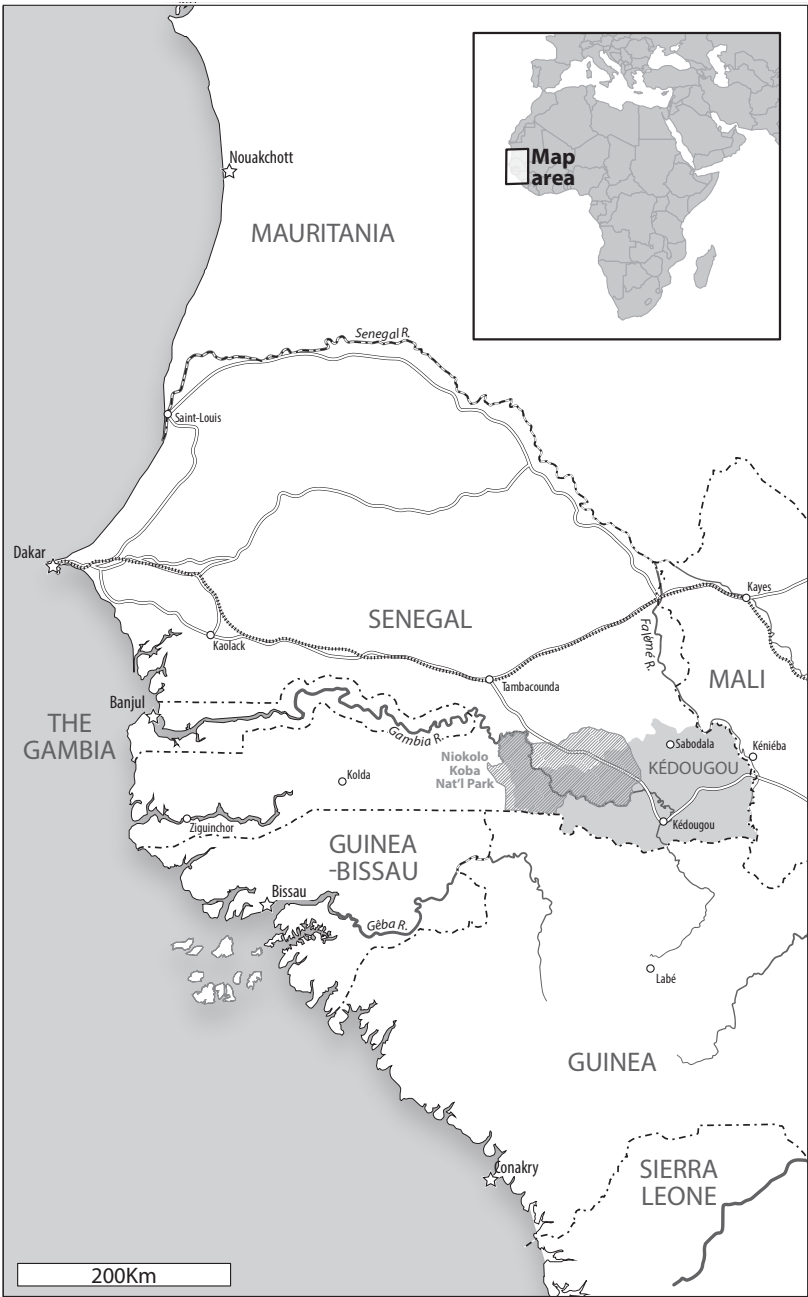 Nouakchott
Map
area
MAURITANIA
Senegal R.
Saint-Louis
Dakar
Kayes
SENEGAL
Falémé R.
Kaolack
Tambacounda
MALI
Banjul
THE
GAMBIA
Gambia R.
Sabodala
Kéniéba
Niokolo
Koba
Nat'l Park
KÉDOUGOU
Kolda
Ziguinchor
Kédougou
GUINEA
-BISSAU
Bissau
Gêba R.
Labé
GUINEA
Conakry
SIERRA
LEONE
200Km